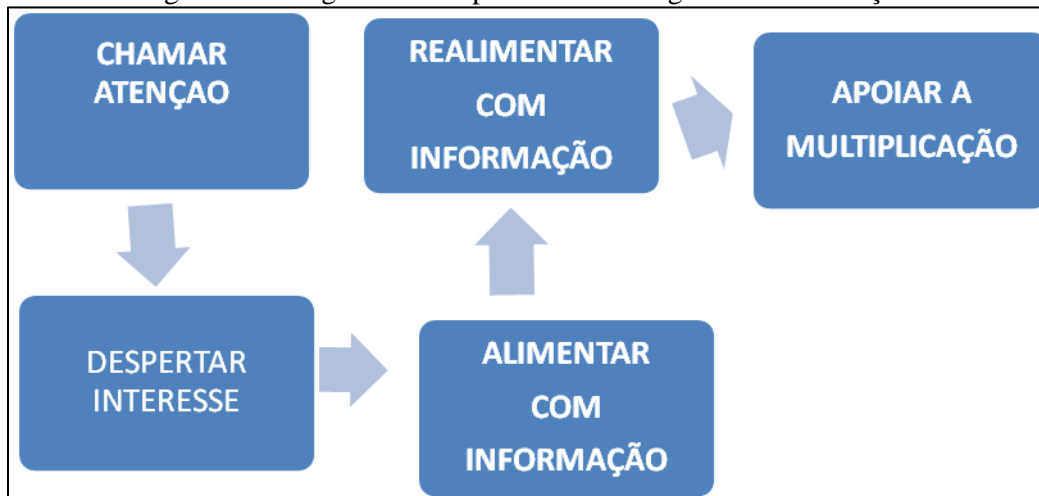 CHAMAR
ATENÇAO
DESPERTAR
INTERESSE
ALIMENTAR
COM
INFORMAÇÃO
REALIMENTAR
COM
INFORMAÇÃO
APOIAR A
MULTIPLICAÇÃO